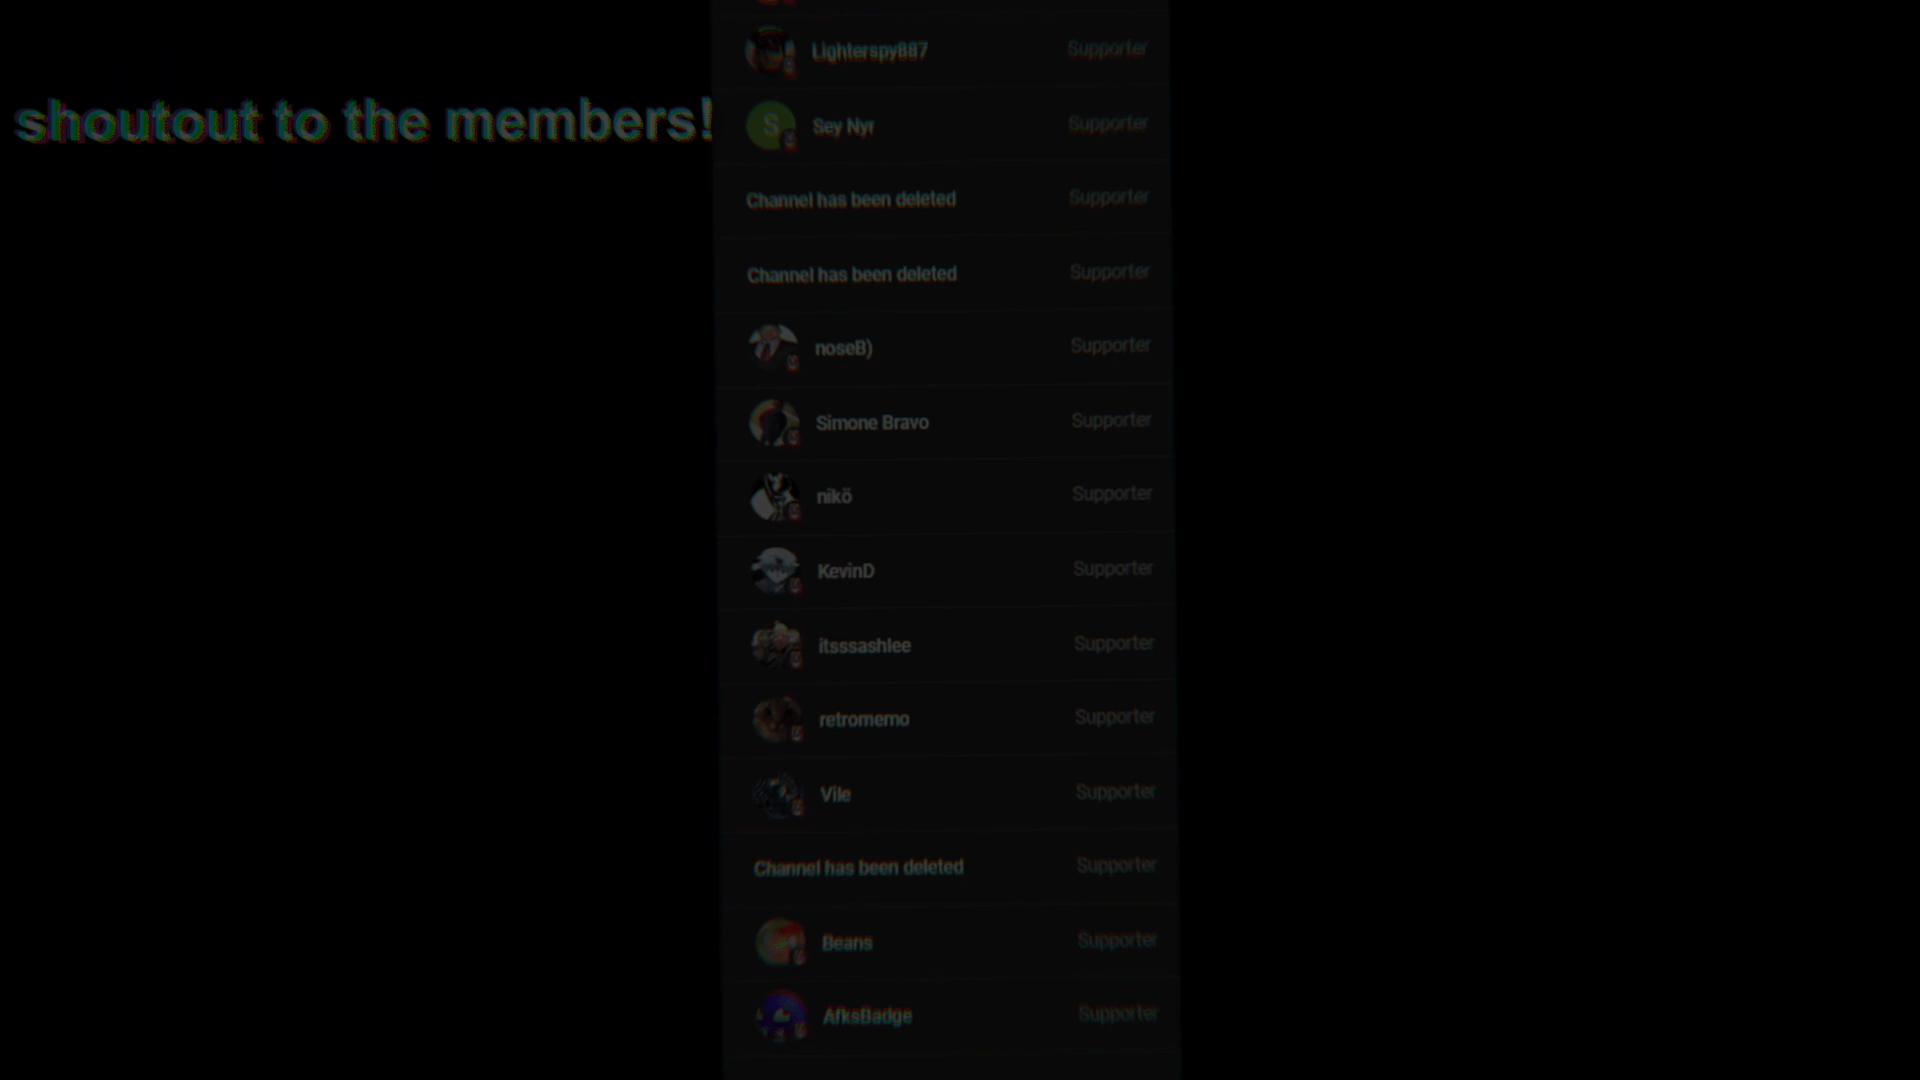 shoutout to the members!
Lighterspy887 Supporter
S Sey Nyr Supporter
Channel has been deleted Supporter
Channel has been deleted Supporter
noseB) Supporter
Simone Bravo Supporter
nikö Supporter
KevinD Supporter
itsssashlee Supporter
retromemo Supporter
Vile Supporter
Channel has been deleted Supporter
Beans Supporter
AfksBadge Supporter